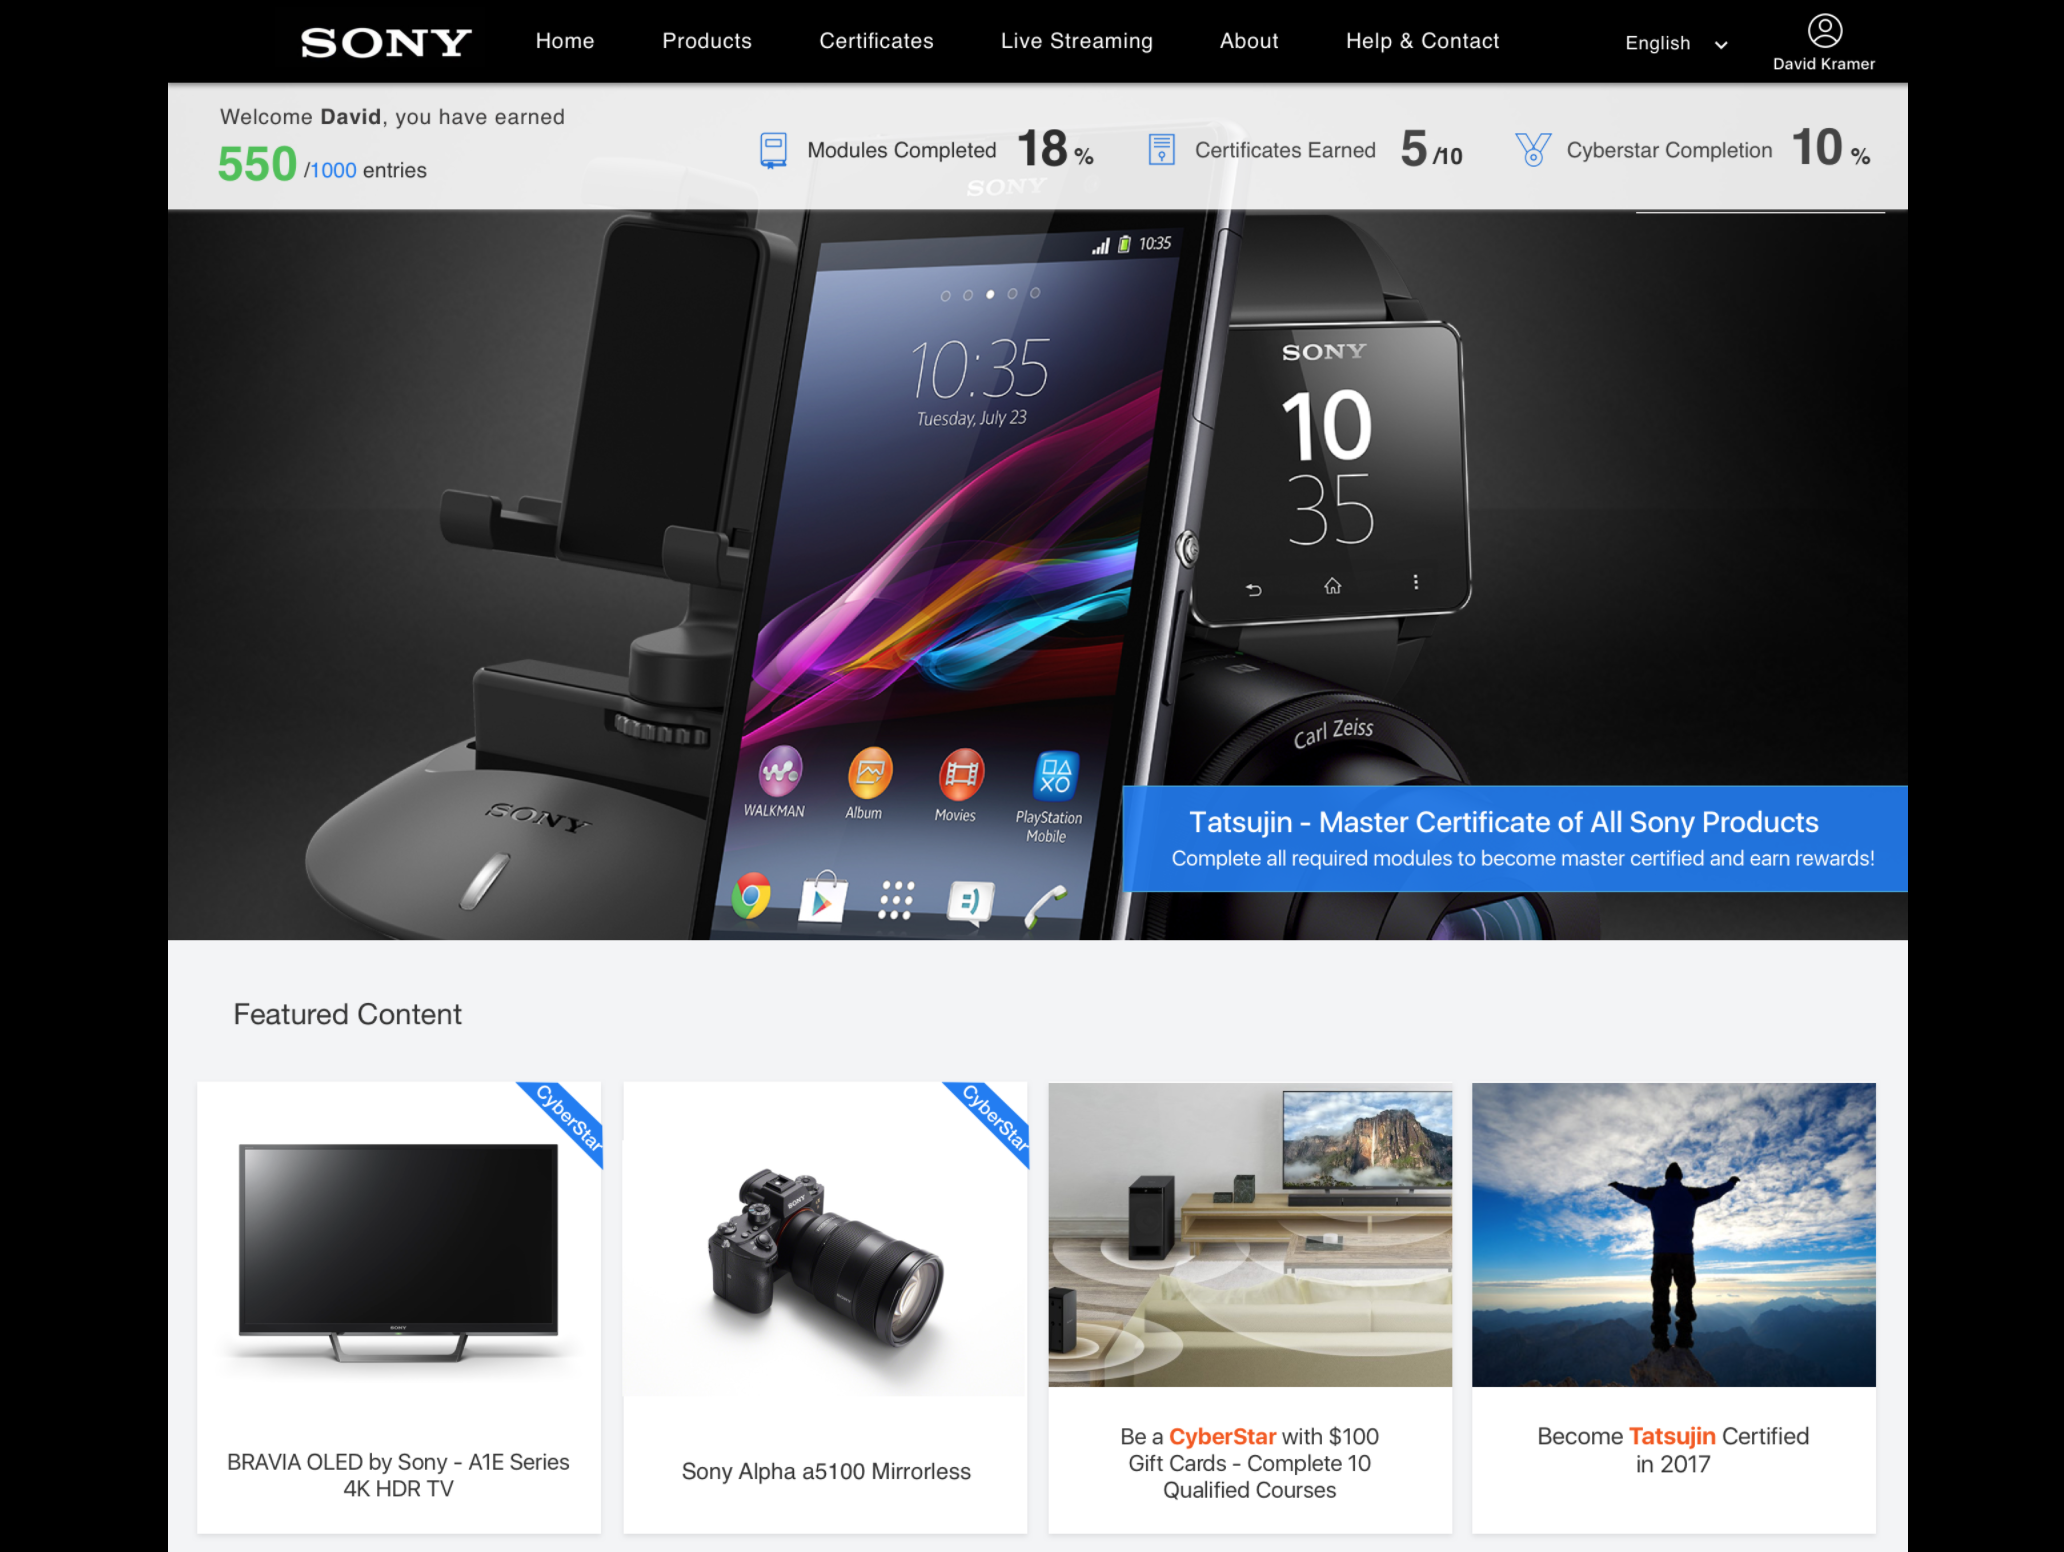 SONY
Home
Products
Certificates
Live Streaming
About
Help & Contact
English
David Kramer
Welcome David, you have earned
550 /1000 entries
Modules Completed 18 %
Certificates Earned 5 /10
Cyberstar Completion 10 %
SONY
10:35
10:35
Tuesday, July 23
SONY
10
35
Carl Zeiss
SONY
WALKMAN
Album
Movies
PlayStation
Mobile
Tatsujin - Master Certificate of All Sony Products
Complete all required modules to become master certified and earn rewards!
Featured Content
CyberStar
SONY
BRAVIA OLED by Sony - A1E Series
4K HDR TV
CyberStar
SONY
Sony Alpha a5100 Mirrorless
Be a CyberStar with $100
Gift Cards - Complete 10
Qualified Courses
Become Tatsujin Certified
in 2017